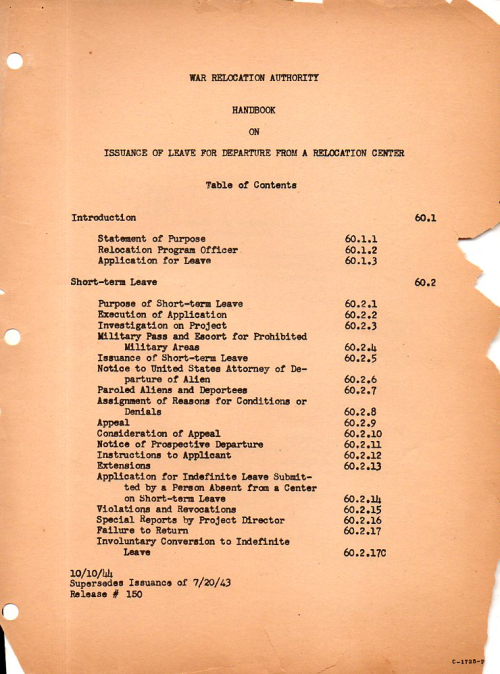 WAR RELOCATION AUTHORITY
HANDBOOK
ON
ISSUANCE OF LEAVE FOR DEPARTURE FROM A RELOCATION CENTER
Table of Contents
Introduction 60.1
Statement of Purpose 60.1.1
Relocation Program Officer 60.1.2
Application for Leave 60.1.3
Short-term Leave 60.2
Purpose of Short-term Leave 60.2.1
Execution of Application 60.2.2
Investigation on Project 60.2.3
Military Pass and Escort for Prohibited
Military Areas 60.2.4
Issuance of Short-term Leave 60.2.5
Notice to United States Attorney of De-
parture of Alien 60.2.6
Paroled Aliens and Deportees 60.2.7
Assignment of Reasons for Conditions or
Denials 60.2.8
Appeal 60.2.9
Consideration of Appeal 60.2.10
Notice of Prospective Departure 60.2.11
Instructions to Applicant 60.2.12
Extensions 60.2.13
Application for Indefinite Leave Submit-
ted by a Person Absent from a Center
on Short-term Leave 60.2.14
Violations and Revocations 60.2.15
Special Reports by Project Director 60.2.16
Failure to Return 60.2.17
Involuntary Conversion to Indefinite
Leave 60.2.17C
10/10/44
Supersedes Issuance of 7/20/43
Release # 150